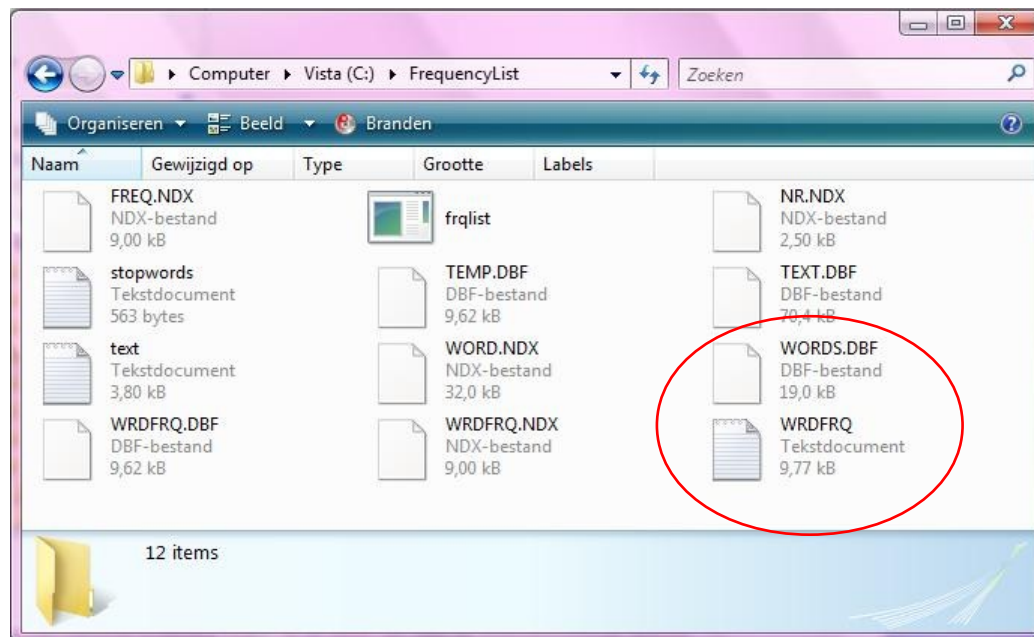 Computer Vista (C:) FrequencyList Zoeken
Organiseren Beeld Branden
Naam Gewijzigd op Type Grootte Labels
FREQ.NDX
NDX-bestand
9,00 kB
frqlist
NR.NDX
NDX-bestand
2,50 kB
stopwords
Tekstdocument
563 bytes
TEMP.DBF
DBF-bestand
9,62 kB
TEXT.DBF
DBF-bestand
70,4 kB
text
Tekstdocument
3,80 kB
WORD.NDX
NDX-bestand
32,0 kB
WORDS.DBF
DBF-bestand
19,0 kB
WRDFRQ.DBF
DBF-bestand
9,62 kB
WRDFRQ.NDX
NDX-bestand
9,00 kB
WRDFRQ
Tekstdocument
9,77 kB
12 items